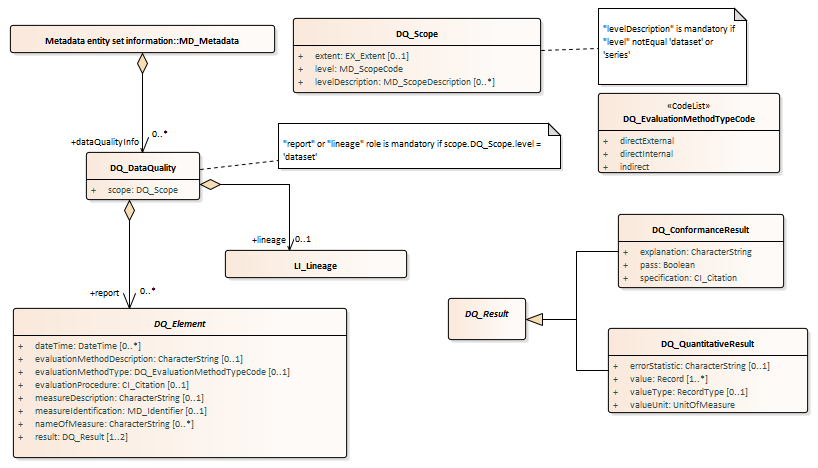 Metadata entity set information::MD_Metadata
DQ_Scope
+ extent: EX_Extent [0..1]
+ level: MD_ScopeCode
+ levelDescription: MD_ScopeDescription [0..*]
"levelDescription" is mandatory if
"level" notEqual 'dataset' or
'series'
«CodeList»
DQ_EvaluationMethodTypeCode
+ directExternal
+ directInternal
+ indirect
+dataQualityInfo
0..*
"report" or "lineage" role is mandatory if scope.DQ_Scope.level =
'dataset'
DQ_DataQuality
+ scope: DQ_Scope
+lineage
0..1
LI_Lineage
+report
0..*
DQ_Element
+ dateTime: DateTime [0..*]
+ evaluationMethodDescription: CharacterString [0..1]
+ evaluationMethodType: DQ_EvaluationMethodTypeCode [0..1]
+ evaluationProcedure: CI_Citation [0..1]
+ measureDescription: CharacterString [0..1]
+ measureIdentification: MD_Identifier [0..1]
+ nameOfMeasure: CharacterString [0..*]
+ result: DQ_Result [1..2]
DQ_Result
DQ_ConformanceResult
+ explanation: CharacterString
+ pass: Boolean
+ specification: CI_Citation
DQ_QuantitativeResult
+ errorStatistic: CharacterString [0..1]
+ value: Record [1..*]
+ valueType: RecordType [0..1]
+ valueUnit: UnitOfMeasure